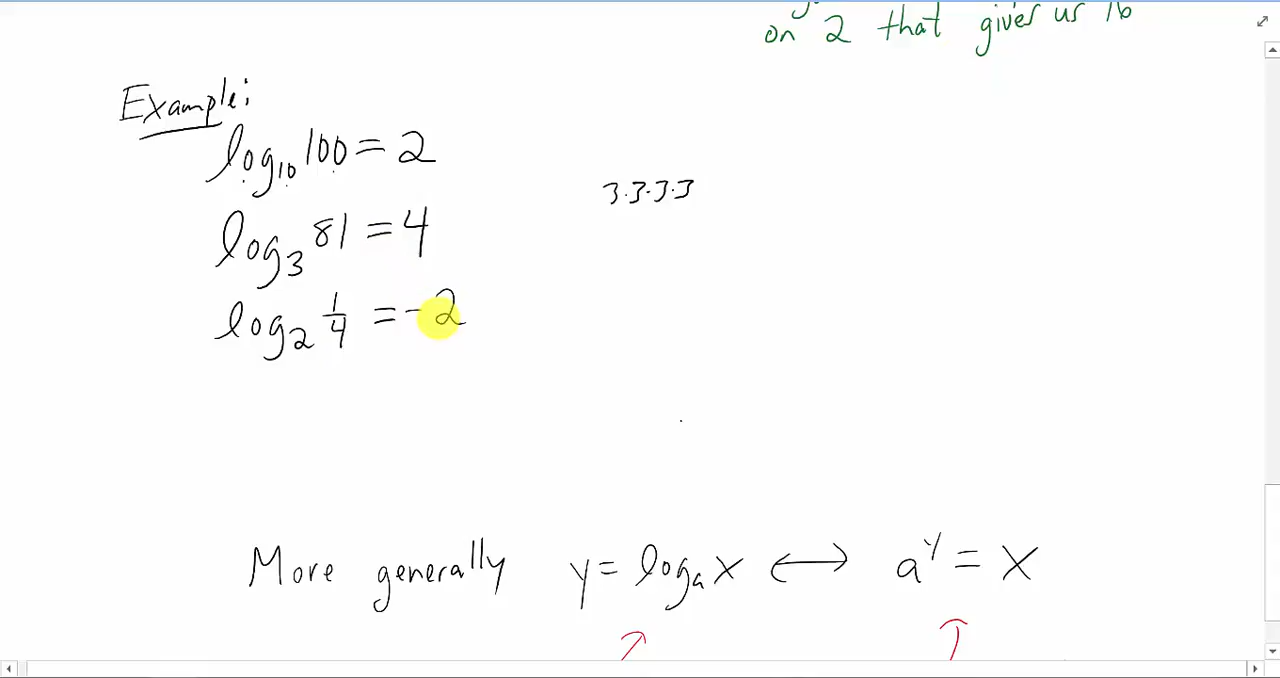 on 2 that gives us 16
Example:
log₁₀ 100 = 2
3·3·3·3
log₃ 81 = 4
log₂ 1/4 = -2
More generally y = logₐ x ⟷ a^y = x